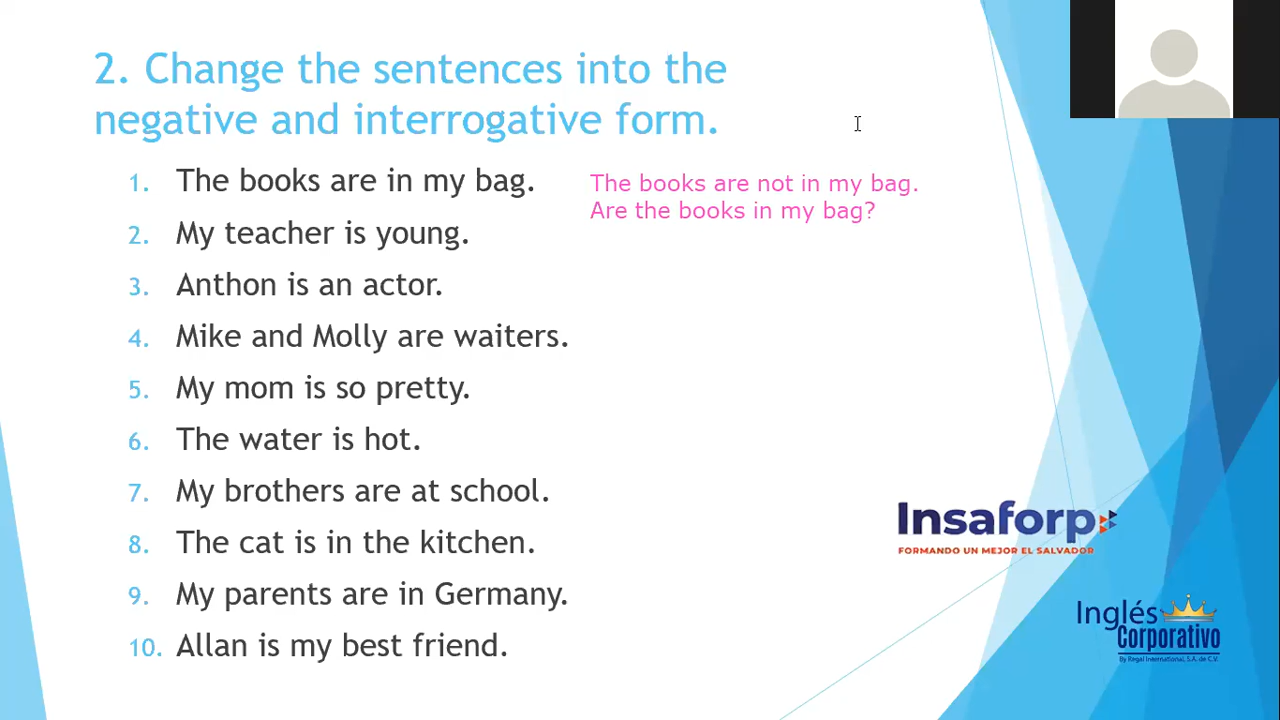 2. Change the sentences into the
negative and interrogative form.
1. The books are in my bag.
The books are not in my bag.
Are the books in my bag?
2. My teacher is young.
3. Anthon is an actor.
4. Mike and Molly are waiters.
5. My mom is so pretty.
6. The water is hot.
7. My brothers are at school.
8. The cat is in the kitchen.
9. My parents are in Germany.
10. Allan is my best friend.
Insaforp
FORMANDO UN MEJOR EL SALVADOR
Inglés
Corporativo
By Regal International, S.A. de C.V.